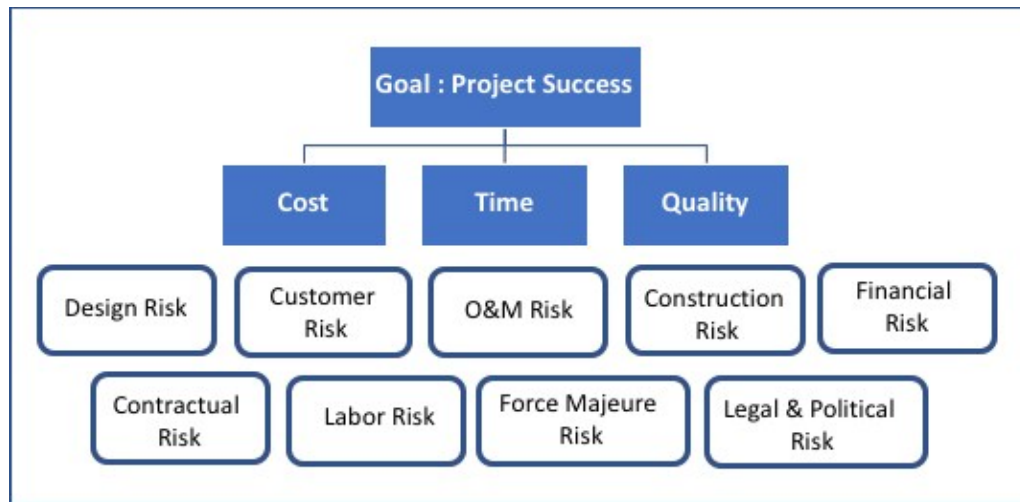 Goal : Project Success
Cost
Time
Quality
Design Risk
Customer
Risk
O&M Risk
Construction
Risk
Financial
Risk
Contractual
Risk
Labor Risk
Force Majeure
Risk
Legal & Political
Risk